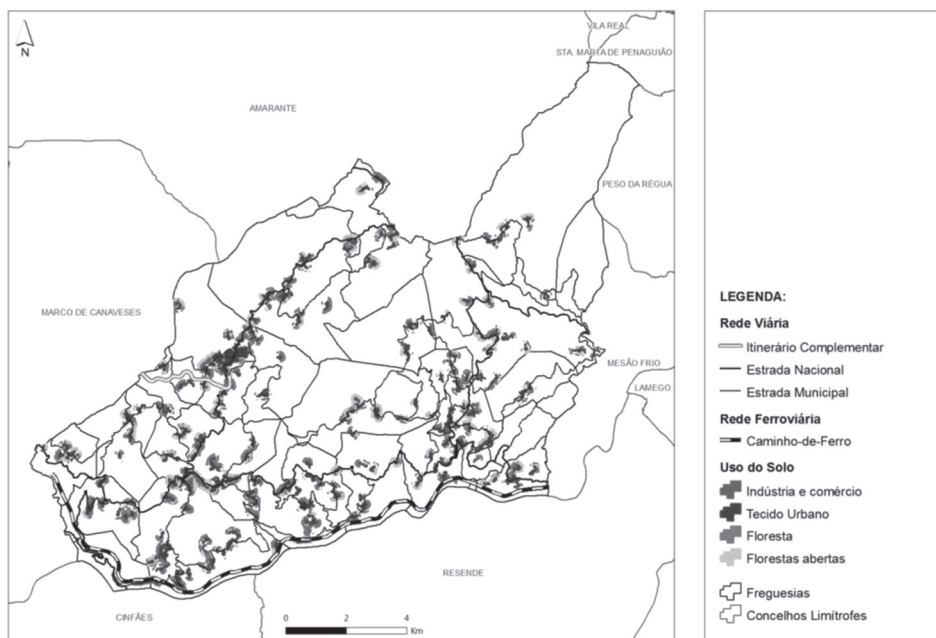 VILA REAL
STA. MARTA DE PENAGUIÃO
N
AMARANTE
PESO DA RÉGUA
MARCO DE CANAVESES
MESÃO FRIO
LAMEGO
RESENDE
CINFÃES
0 2 4
Km
LEGENDA:
Rede Viária
Itinerário Complementar
Estrada Nacional
Estrada Municipal
Rede Ferroviária
Caminho-de-Ferro
Uso do Solo
Indústria e comércio
Tecido Urbano
Floresta
Florestas abertas
Freguesias
Concelhos Limítrofes